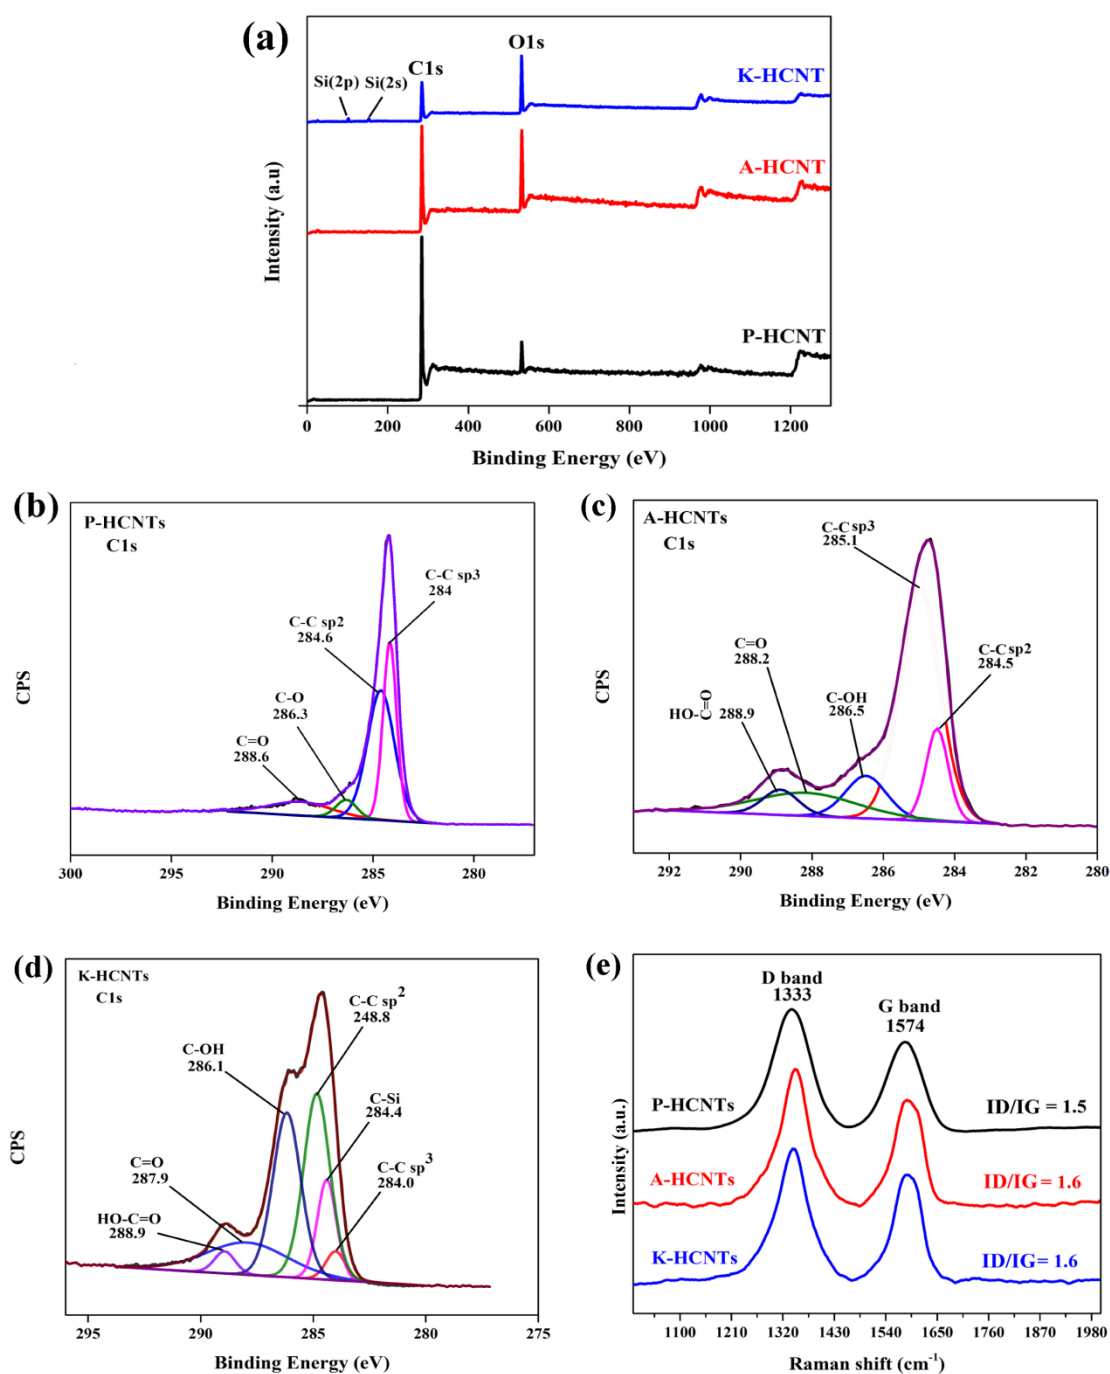 (a)
Si(2p)
Si(2s)
C1s
O1s
K-HCNT
A-HCNT
P-HCNT
Intensity (a.u)
0 200 400 600 800 1000 1200
Binding Energy (eV)
(b)
P-HCNTs
C1s
C-C sp3
284
C-C sp2
284.6
C-O
286.3
C=O
288.6
CPS
300 295 290 285 280
Binding Energy (eV)
(c)
A-HCNTs
C1s
C-C sp3
285.1
C-C sp2
284.5
C=O
288.2
C-OH
286.5
HO-C=O 288.9
CPS
292 290 288 286 284 282 280
Binding Energy (eV)
(d)
K-HCNTs
C1s
C-C sp2
248.8
C-OH
286.1
C-Si
284.4
C-C sp3
284.0
C=O
287.9
HO-C=O
288.9
CPS
295 290 285 280 275
Binding Energy (eV)
(e)
D band
1333
G band
1574
P-HCNTs
ID/IG = 1.5
A-HCNTs
ID/IG = 1.6
K-HCNTs
ID/IG = 1.6
Intensity (a.u.)
1100 1210 1320 1430 1540 1650 1760 1870 1980
Raman shift (cm-1)